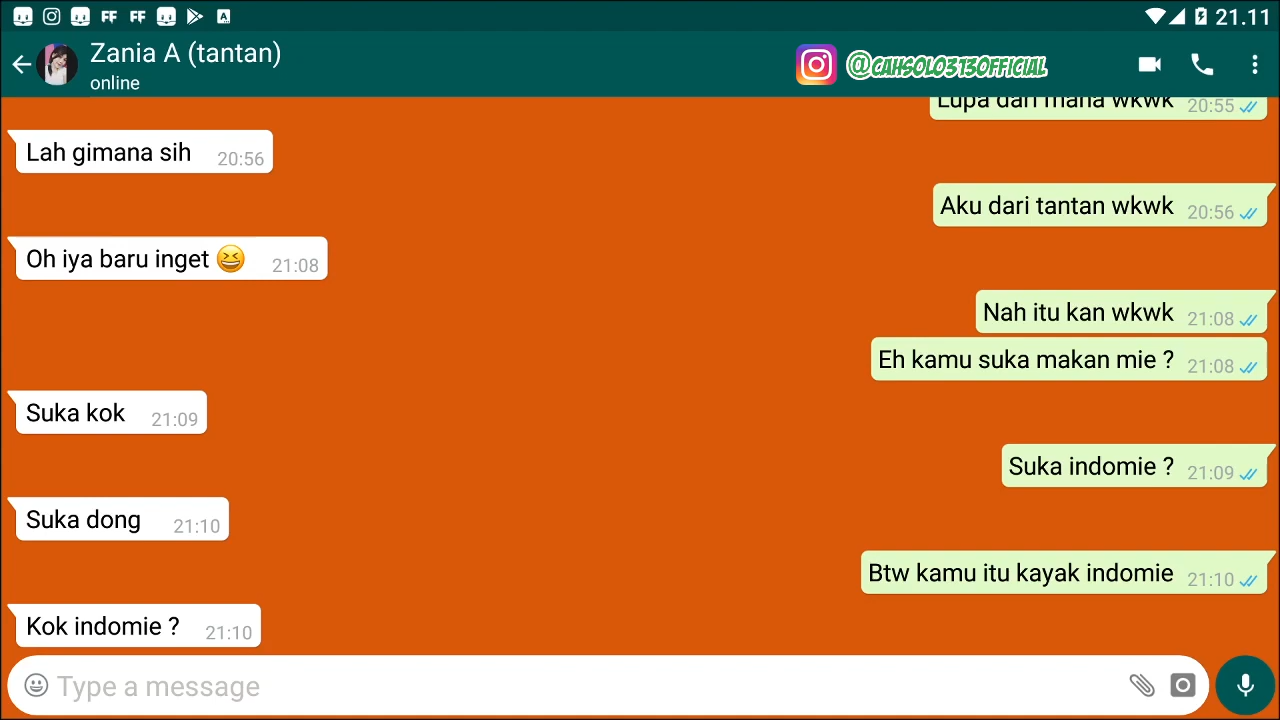 FF FF A 21.11
Zania A (tantan)
online
@CAHSOLO313OFFICIAL
Lupa dari mana wkwk 20:55
Lah gimana sih 20:56
Aku dari tantan wkwk 20:56
Oh iya baru inget 😆 21:08
Nah itu kan wkwk 21:08
Eh kamu suka makan mie ? 21:08
Suka kok 21:09
Suka indomie ? 21:09
Suka dong 21:10
Btw kamu itu kayak indomie 21:10
Kok indomie ? 21:10
Type a message